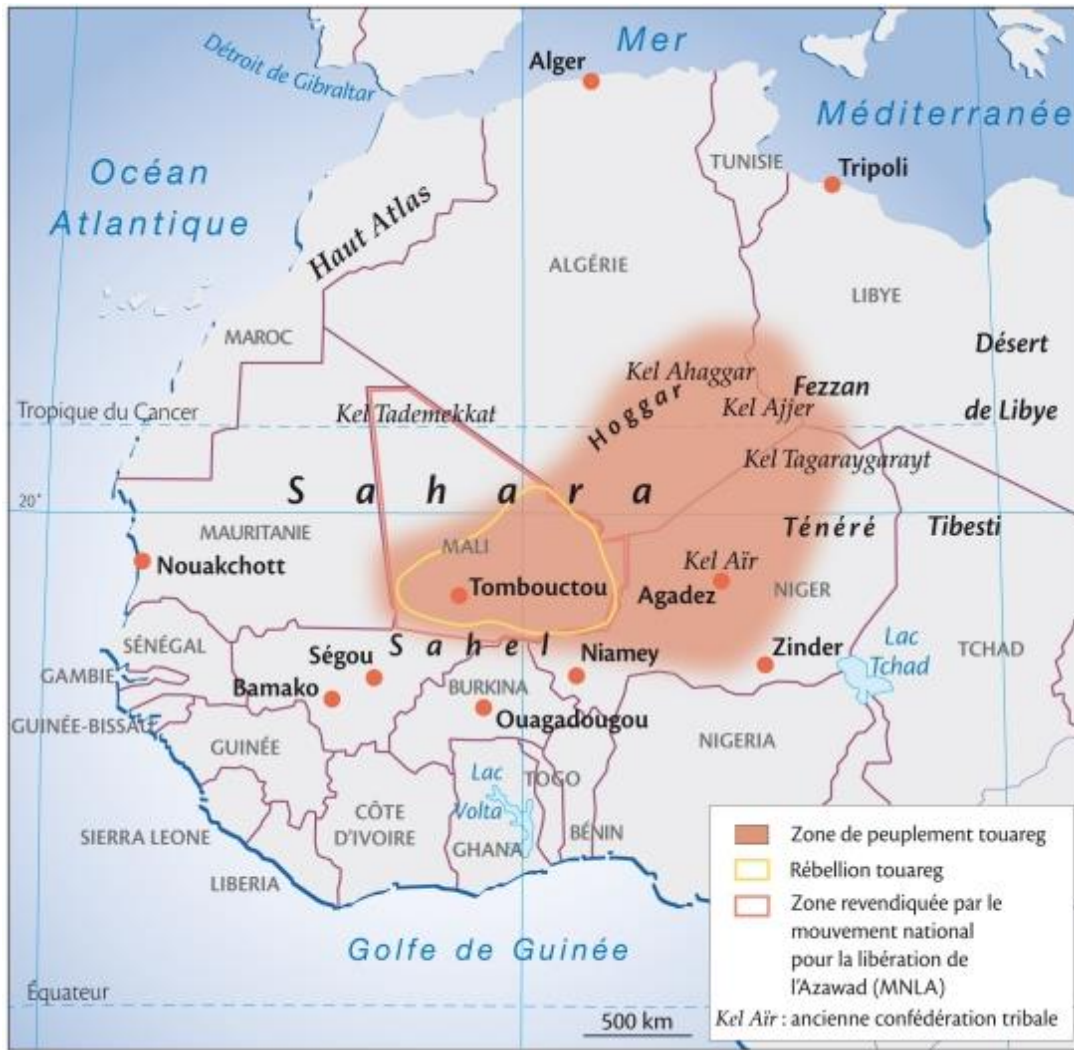 Mer
Détroit de Gibraltar
Alger
Méditerranée
Océan
Atlantique
TUNISIE
Tripoli
Haut Atlas
ALGÉRIE
LIBYE
MAROC
Désert
de Libye
Kel Ahaggar
Fezzan
Tropique du Cancer
Kel Tademekkat
Hoggar
Kel Ajjer
Kel Tagaraygarayt
Sahara
20°
MAURITANIE
MALI
Ténéré
Tibesti
Nouakchott
Kel Aïr
Tombouctou
Agadez
NIGER
Sahel
SÉNÉGAL
Ségou
Niamey
Zinder
Lac
Tchad
TCHAD
GAMBIE
Bamako
BURKINA
Ouagadougou
GUINÉE-BISSAU
GUINÉE
NIGERIA
Lac
Volta
TOGO
CÔTE
D'IVOIRE
BÉNIN
SIERRA LEONE
GHANA
LIBERIA
Golfe de Guinée
Équateur
500 km
Zone de peuplement touareg
Rébellion touareg
Zone revendiquée par le
mouvement national
pour la libération de
l'Azawad (MNLA)
Kel Aïr : ancienne confédération tribale